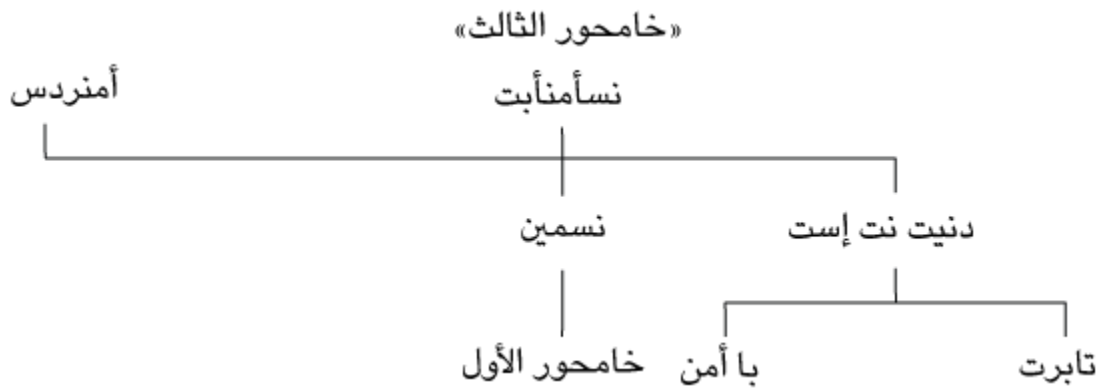 «خامحور الثالث»
نسأمنأبت
أمنردس
دنيت نت إست
نسمين
تابرت
با أمن
خامحور الأول